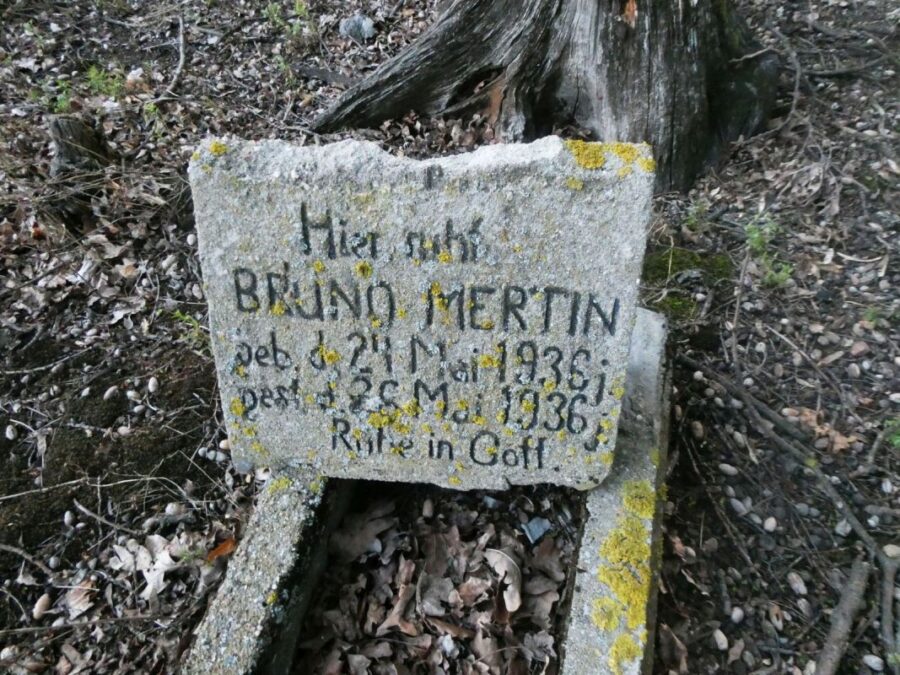 Hier ruht
BRUNO MERTIN
geb. d. 24 Mai 1936 j.
gest. d. 26 Mai 1936 j.
Ruhe in Gott.